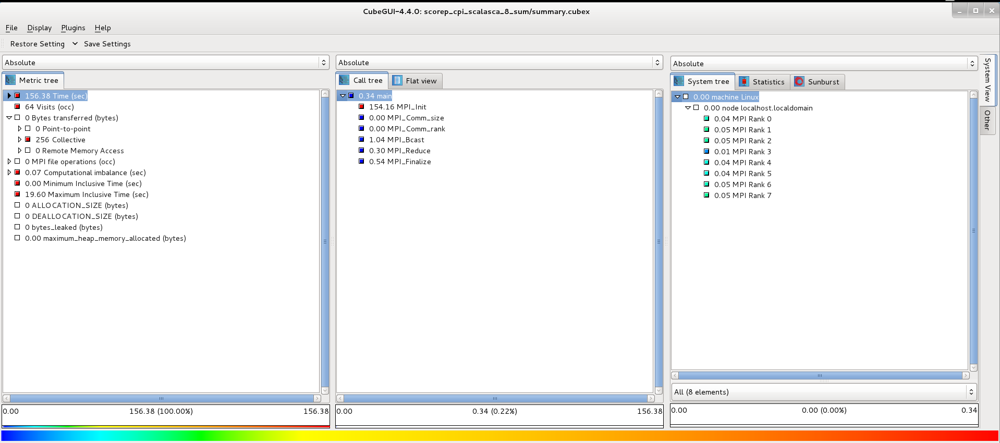 CubeGUI-4.4.0: scorep_cpi_scalasca_8_sum/summary.cubex
File Display Plugins Help
Restore Setting Save Settings
Absolute
Metric tree
156.38 Time (sec)
64 Visits (occ)
0 Bytes transferred (bytes)
0 Point-to-point
256 Collective
0 Remote Memory Access
0 MPI file operations (occ)
0.07 Computational imbalance (sec)
0.00 Minimum Inclusive Time (sec)
19.60 Maximum Inclusive Time (sec)
0 ALLOCATION_SIZE (bytes)
0 DEALLOCATION_SIZE (bytes)
0 bytes_leaked (bytes)
0.00 maximum_heap_memory_allocated (bytes)
0.00 156.38 (100.00%) 156.38
Absolute
Call tree Flat view
0.34 main
154.16 MPI_Init
0.00 MPI_Comm_size
0.00 MPI_Comm_rank
1.04 MPI_Bcast
0.30 MPI_Reduce
0.54 MPI_Finalize
0.00 0.34 (0.22%) 156.38
Absolute
System tree Statistics Sunburst
0.00 machine Linux
0.00 node localhost.localdomain
0.04 MPI Rank 0
0.05 MPI Rank 1
0.05 MPI Rank 2
0.01 MPI Rank 3
0.04 MPI Rank 4
0.04 MPI Rank 5
0.05 MPI Rank 6
0.05 MPI Rank 7
All (8 elements)
0.00 0.00 (0.00%) 0.34
System View
Other